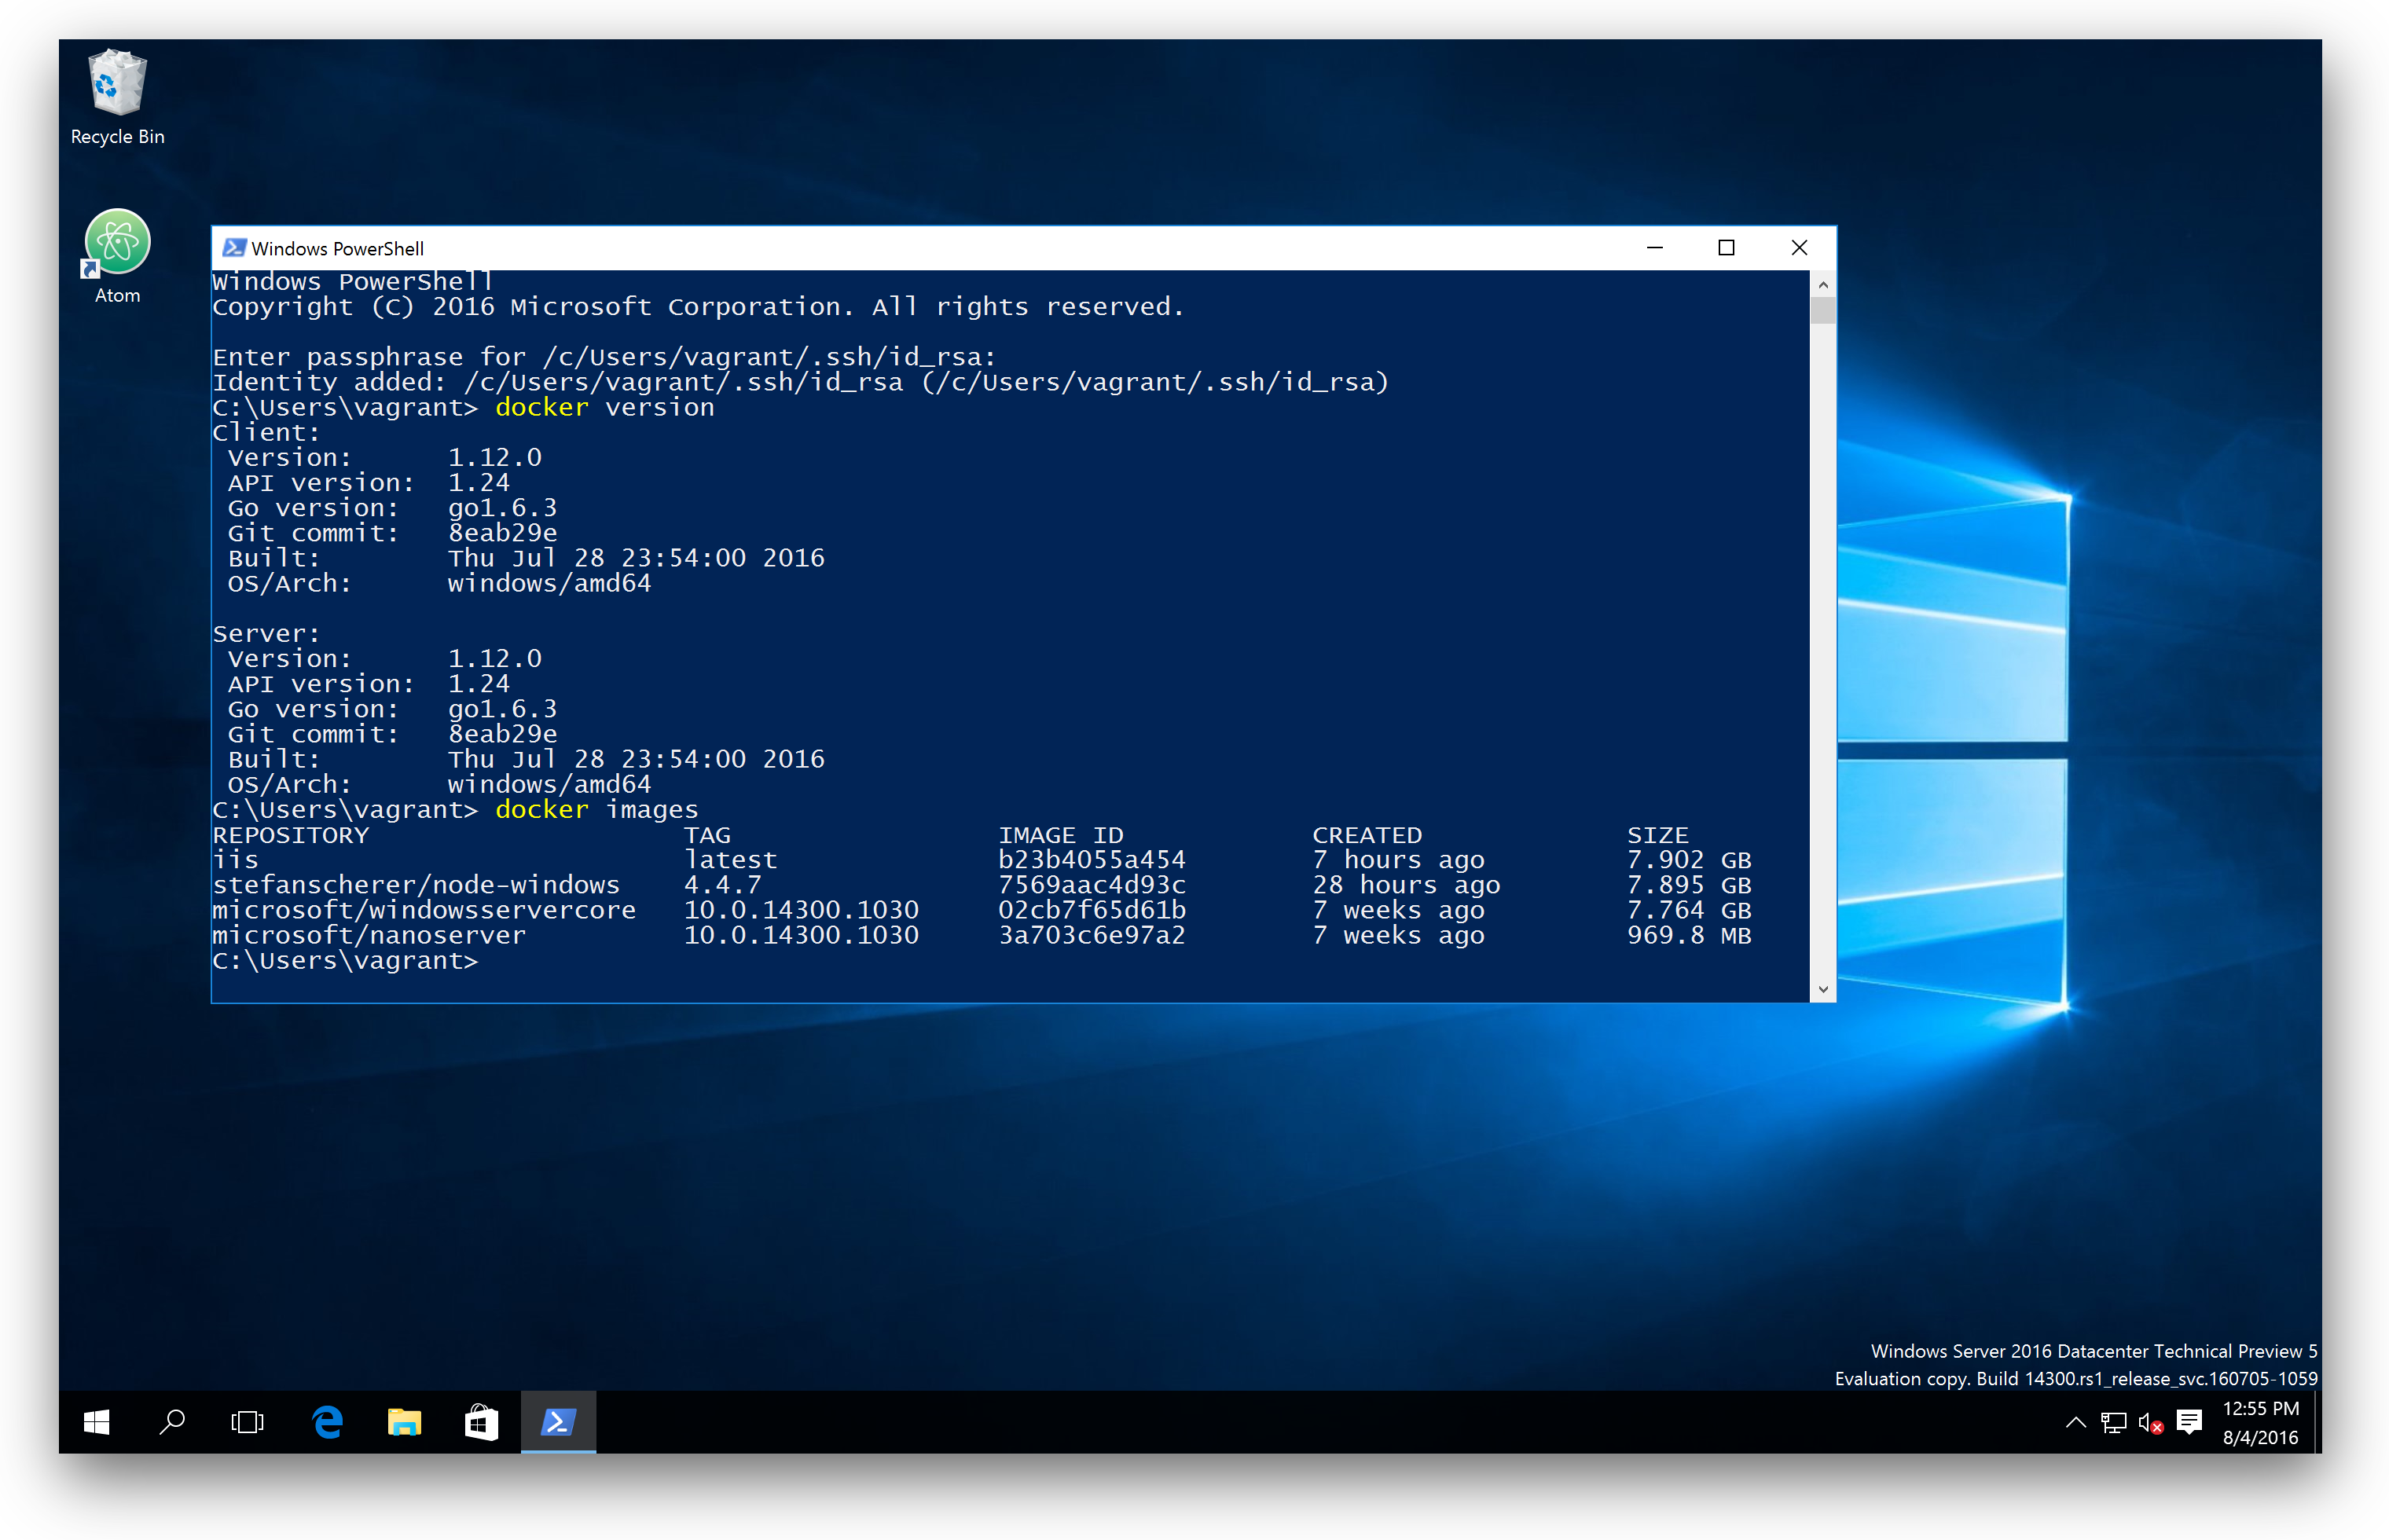 Recycle Bin
Atom
Windows PowerShell
Windows PowerShell
Copyright (C) 2016 Microsoft Corporation. All rights reserved.
Enter passphrase for /c/Users/vagrant/.ssh/id_rsa:
Identity added: /c/Users/vagrant/.ssh/id_rsa (/c/Users/vagrant/.ssh/id_rsa)
C:\Users\vagrant> docker version
Client:
 Version:      1.12.0
 API version:  1.24
 Go version:   go1.6.3
 Git commit:   8eab29e
 Built:        Thu Jul 28 23:54:00 2016
 OS/Arch:      windows/amd64
Server:
 Version:      1.12.0
 API version:  1.24
 Go version:   go1.6.3
 Git commit:   8eab29e
 Built:        Thu Jul 28 23:54:00 2016
 OS/Arch:      windows/amd64
C:\Users\vagrant> docker images
REPOSITORY                    TAG                 IMAGE ID            CREATED             SIZE
iis                           latest              b23b4055a454        7 hours ago         7.902 GB
stefanscherer/node-windows    4.4.7               7569aac4d93c        28 hours ago        7.895 GB
microsoft/windowsservercore   10.0.14300.1030     02cb7f65d61b        7 weeks ago         7.764 GB
microsoft/nanoserver          10.0.14300.1030     3a703c6e97a2        7 weeks ago         969.8 MB
C:\Users\vagrant>
Windows Server 2016 Datacenter Technical Preview 5
Evaluation copy. Build 14300.rs1_release_svc.160705-1059
12:55 PM
8/4/2016